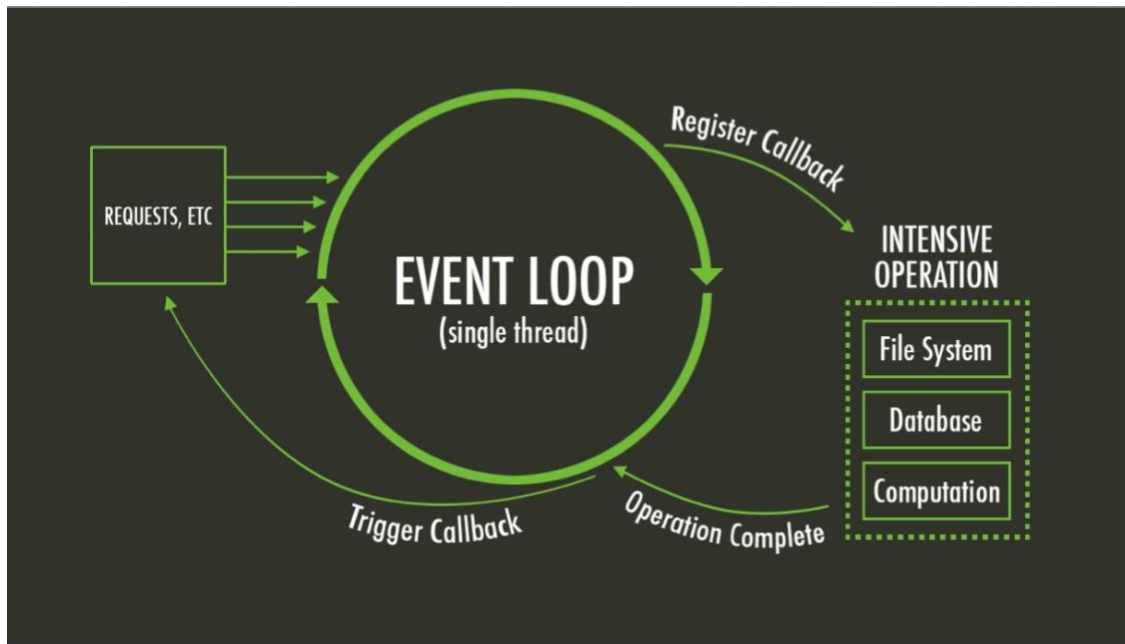 REQUESTS, ETC
EVENT LOOP
(single thread)
Register Callback
INTENSIVE
OPERATION
File System
Database
Computation
Operation Complete
Trigger Callback